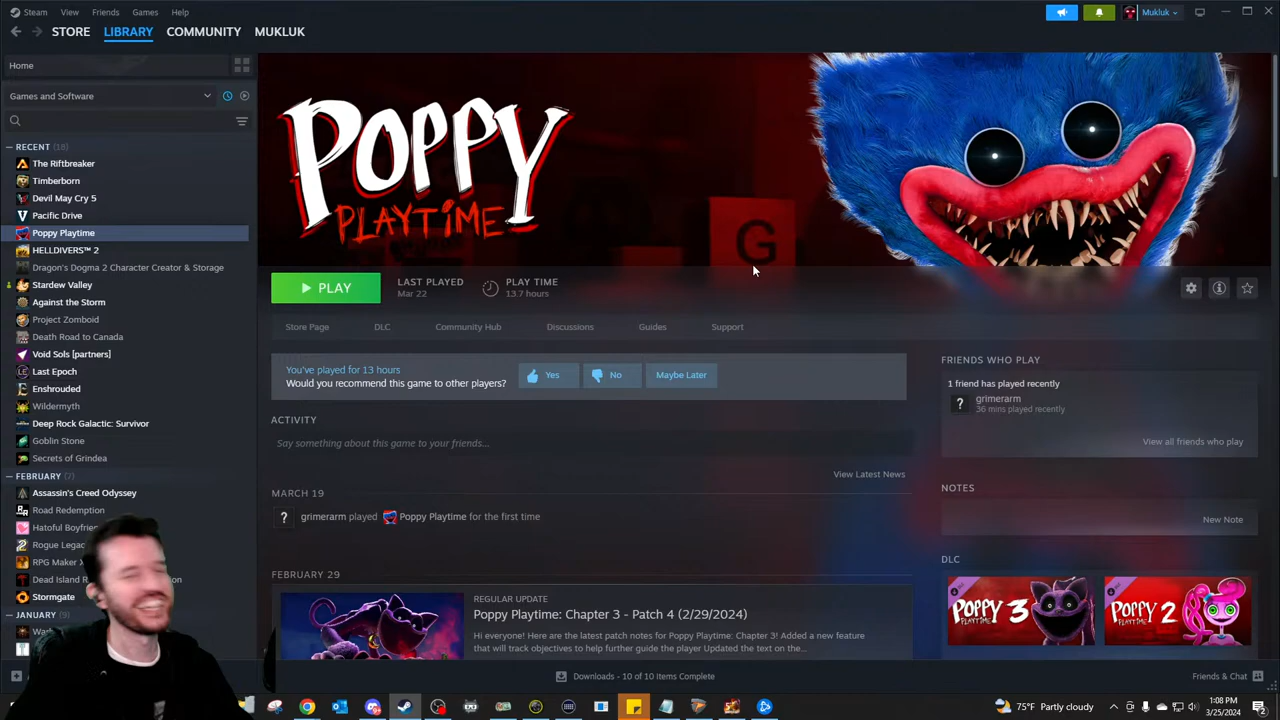 Steam View Friends Games Help
Mukluk
STORE LIBRARY COMMUNITY MUKLUK
Home
Games and Software
RECENT (18)
The Riftbreaker
Timberborn
Devil May Cry 5
Pacific Drive
Poppy Playtime
HELLDIVERS™ 2
Dragon's Dogma 2 Character Creator & Storage
Stardew Valley
Against the Storm
Project Zomboid
Death Road to Canada
Void Sols [partners]
Last Epoch
Enshrouded
Wildermyth
Deep Rock Galactic: Survivor
Goblin Stone
Secrets of Grindea
FEBRUARY (7)
Assassin's Creed Odyssey
Road Redemption
Hatoful
Rogue
RPG Maker
Dead Island
Stormgate
JANUARY (9)
POPPY
PLAYTIME
G
PLAY
LAST PLAYED
Mar 22
PLAY TIME
13.7 hours
Store Page DLC Community Hub Discussions Guides Support
You've played for 13 hours
Would you recommend this game to other players?
Yes No Maybe Later
ACTIVITY
Say something about this game to your friends...
View Latest News
MARCH 19
? grimerarm played Poppy Playtime for the first time
FEBRUARY 29
REGULAR UPDATE
Poppy Playtime: Chapter 3 - Patch 4 (2/29/2024)
Hi everyone! Here are the latest patch notes for Poppy Playtime: Chapter 3! Added a new feature
that will track objectives to help further guide the player Updated the text on the...
FRIENDS WHO PLAY
1 friend has played recently
? grimerarm
36 mins played recently
View all friends who play
NOTES
New Note
DLC
POPPY 3
PLAYTIME
POPPY 2
PLAYTIME
Downloads - 10 of 10 Items Complete
Friends & Chat
75°F Partly cloudy
1:08 PM
3/25/2024